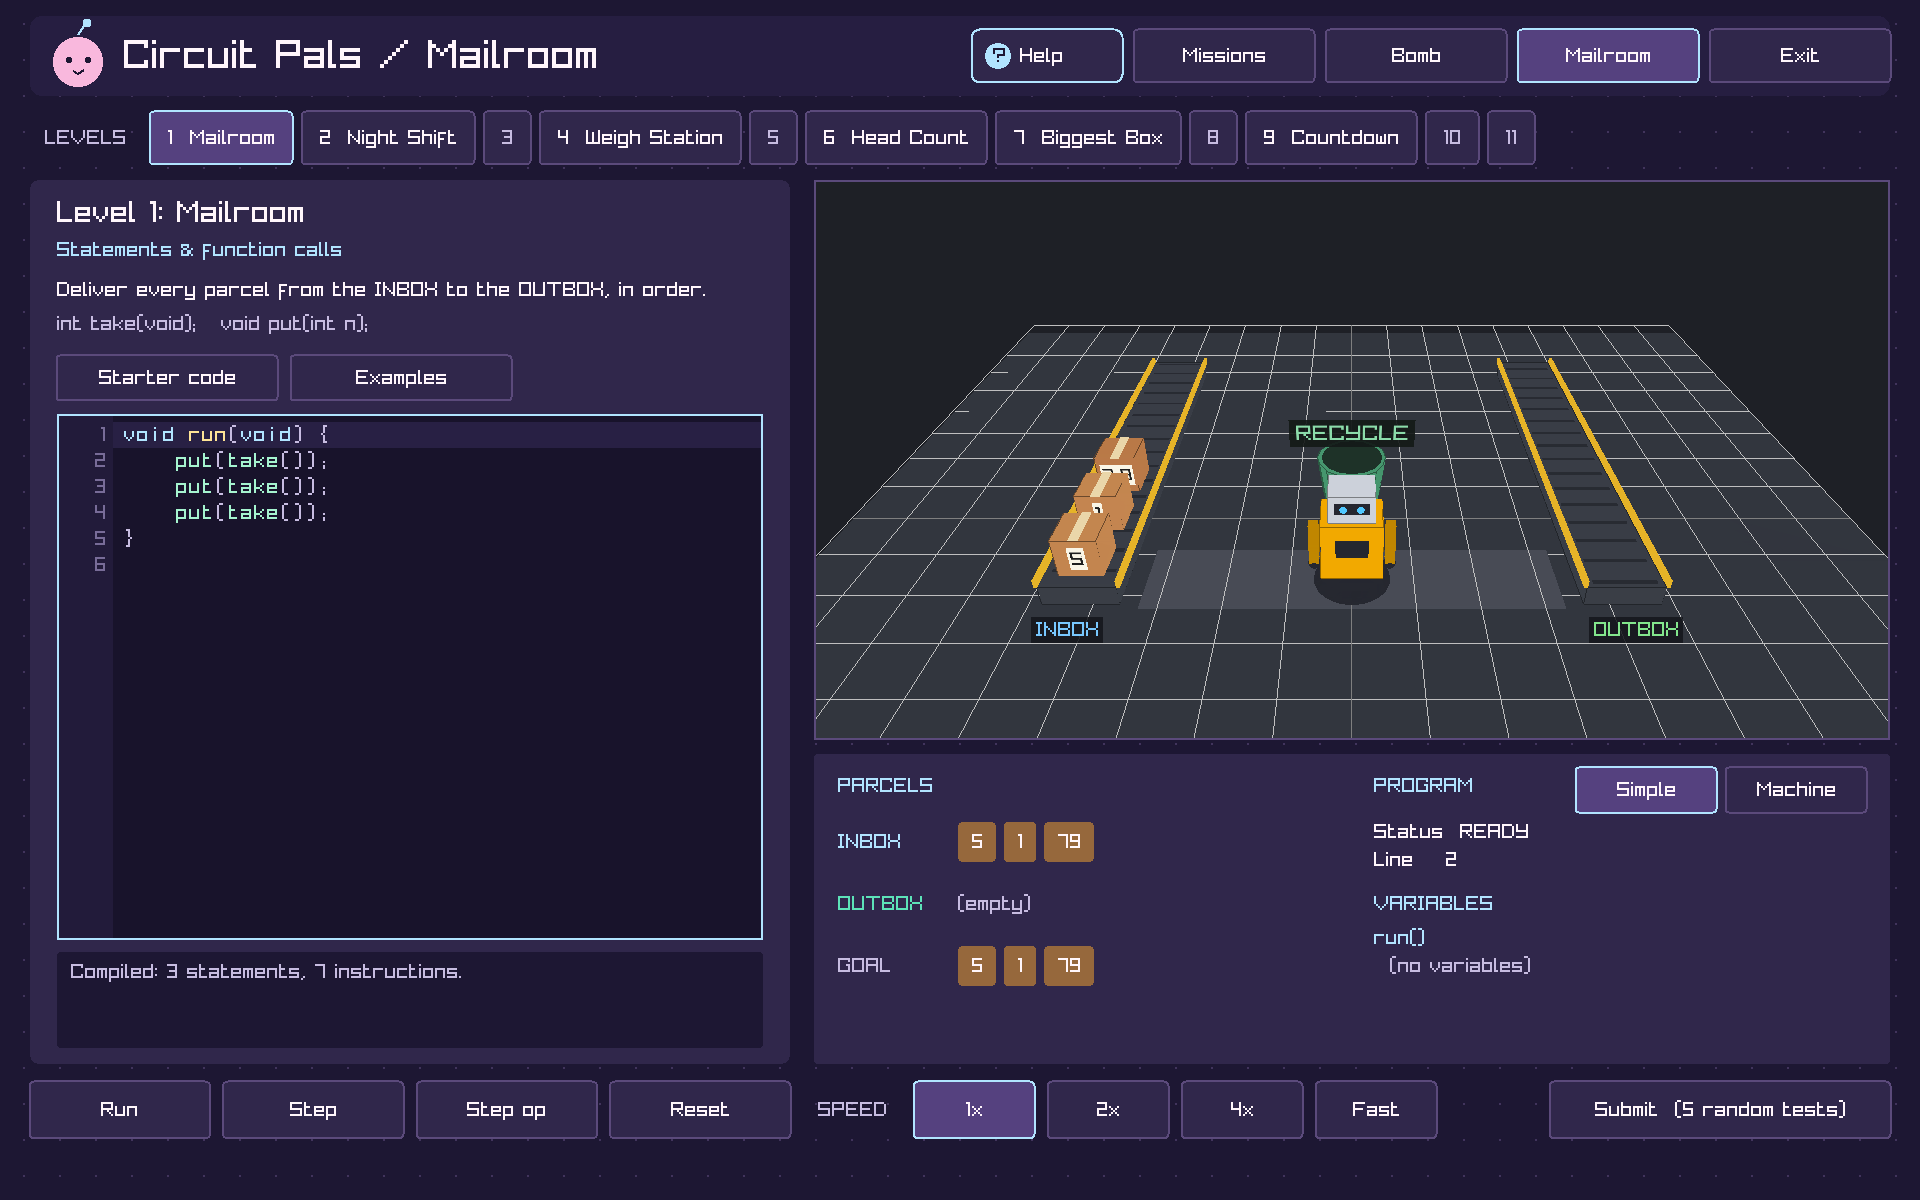 Circuit Pals / Mailroom
? Help
Missions
Bomb
Mailroom
Exit
LEVELS
1 Mailroom
2 Night Shift
3
4 Weigh Station
5
6 Head Count
7 Biggest Box
8
9 Countdown
10
11
Level 1: Mailroom
Statements & function calls
Deliver every parcel from the INBOX to the OUTBOX, in order.
int take(void);  void put(int n);
Starter code
Examples
1 void run(void) {
2     put(take());
3     put(take());
4     put(take());
5 }
6
Compiled: 3 statements, 7 instructions.
RECYCLE
5
INBOX
OUTBOX
PARCELS
INBOX 5 1 79
OUTBOX (empty)
GOAL 5 1 79
PROGRAM
Simple
Machine
Status READY
Line 2
VARIABLES
run()
(no variables)
Run
Step
Step op
Reset
SPEED
1x
2x
4x
Fast
Submit (5 random tests)